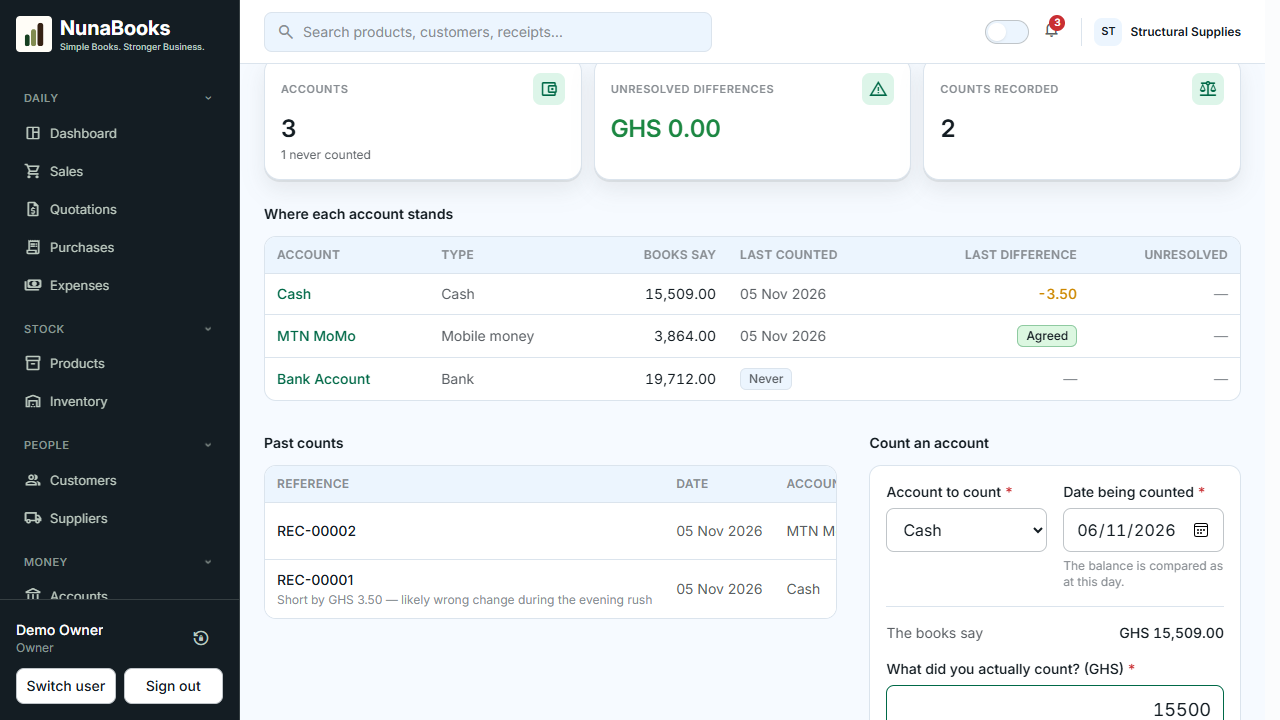 NunaBooks
Simple Books. Stronger Business.
DAILY
Dashboard
Sales
Quotations
Purchases
Expenses
STOCK
Products
Inventory
PEOPLE
Customers
Suppliers
MONEY
Accounts
Demo Owner
Owner
Switch user
Sign out
Search products, customers, receipts...
3
ST
Structural Supplies
ACCOUNTS
3
1 never counted
UNRESOLVED DIFFERENCES
GHS 0.00
COUNTS RECORDED
2
Where each account stands
ACCOUNT TYPE BOOKS SAY LAST COUNTED LAST DIFFERENCE UNRESOLVED
Cash Cash 15,509.00 05 Nov 2026 -3.50 —
MTN MoMo Mobile money 3,864.00 05 Nov 2026 Agreed —
Bank Account Bank 19,712.00 Never — —
Past counts
REFERENCE DATE ACCOUN
REC-00002 05 Nov 2026 MTN M
REC-00001
Short by GHS 3.50 — likely wrong change during the evening rush
05 Nov 2026 Cash
Count an account
Account to count *
Cash
Date being counted *
06/11/2026
The balance is compared as
at this day.
The books say GHS 15,509.00
What did you actually count? (GHS) *
15500